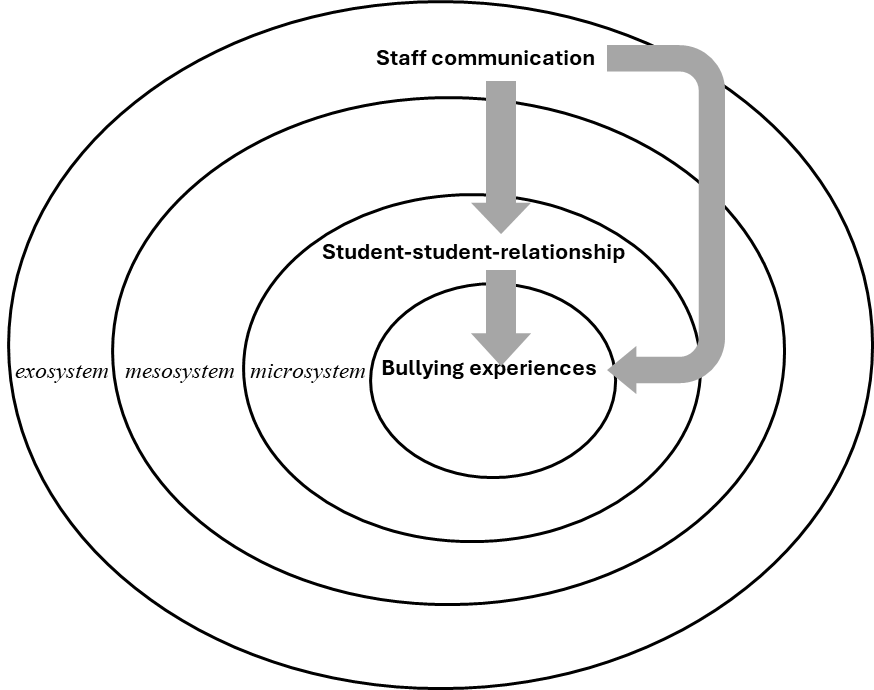 Staff communication
Student-student-relationship
exosystem mesosystem microsystem Bullying experiences